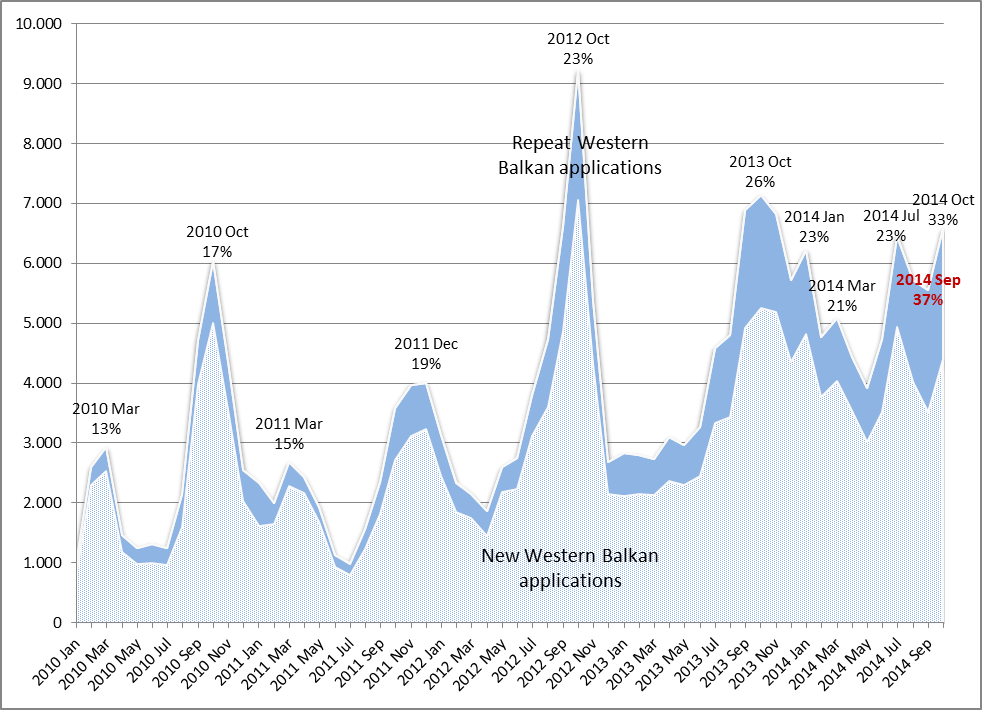 10.000
9.000
8.000
7.000
6.000
5.000
4.000
3.000
2.000
1.000
0
2010 Mar
13%
2010 Oct
17%
2011 Mar
15%
2011 Dec
19%
2012 Oct
23%
Repeat Western
Balkan applications
2013 Oct
26%
2014 Jan
23%
2014 Mar
21%
2014 Jul
23%
2014 Oct
33%
2014 Sep
37%
New Western Balkan
applications
2010 Jan
2010 Mar
2010 May
2010 Jul
2010 Sep
2010 Nov
2011 Jan
2011 Mar
2011 May
2011 Jul
2011 Sep
2011 Nov
2012 Jan
2012 Mar
2012 May
2012 Jul
2012 Sep
2012 Nov
2013 Jan
2013 Mar
2013 May
2013 Jul
2013 Sep
2013 Nov
2014 Jan
2014 Mar
2014 May
2014 Jul
2014 Sep